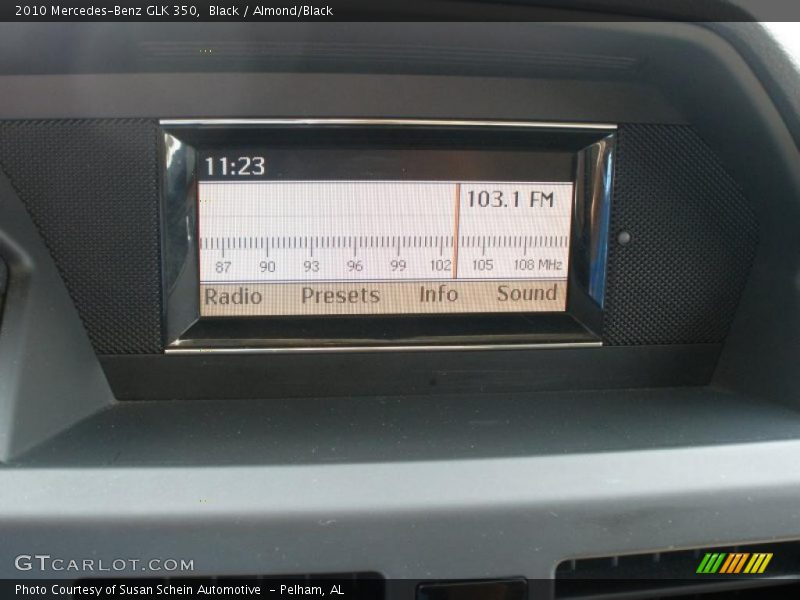 2010 Mercedes-Benz GLK 350,  Black / Almond/Black
11:23
103.1 FM
87 90 93 96 99 102 105 108 MHz
Radio Presets Info Sound
GTCARLOT.COM
Photo Courtesy of Susan Schein Automotive  - Pelham, AL